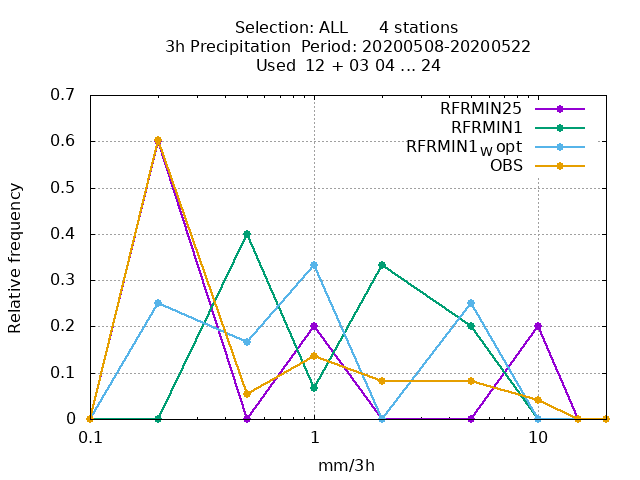 Selection: ALL      4 stations
3h Precipitation  Period: 20200508-20200522
Used  12 + 03 04 ... 24
RFRMIN25
RFRMIN1
RFRMIN1W opt
OBS
0.7
0.6
0.5
0.4
0.3
0.2
0.1
0
Relative frequency
0.1
1
10
mm/3h